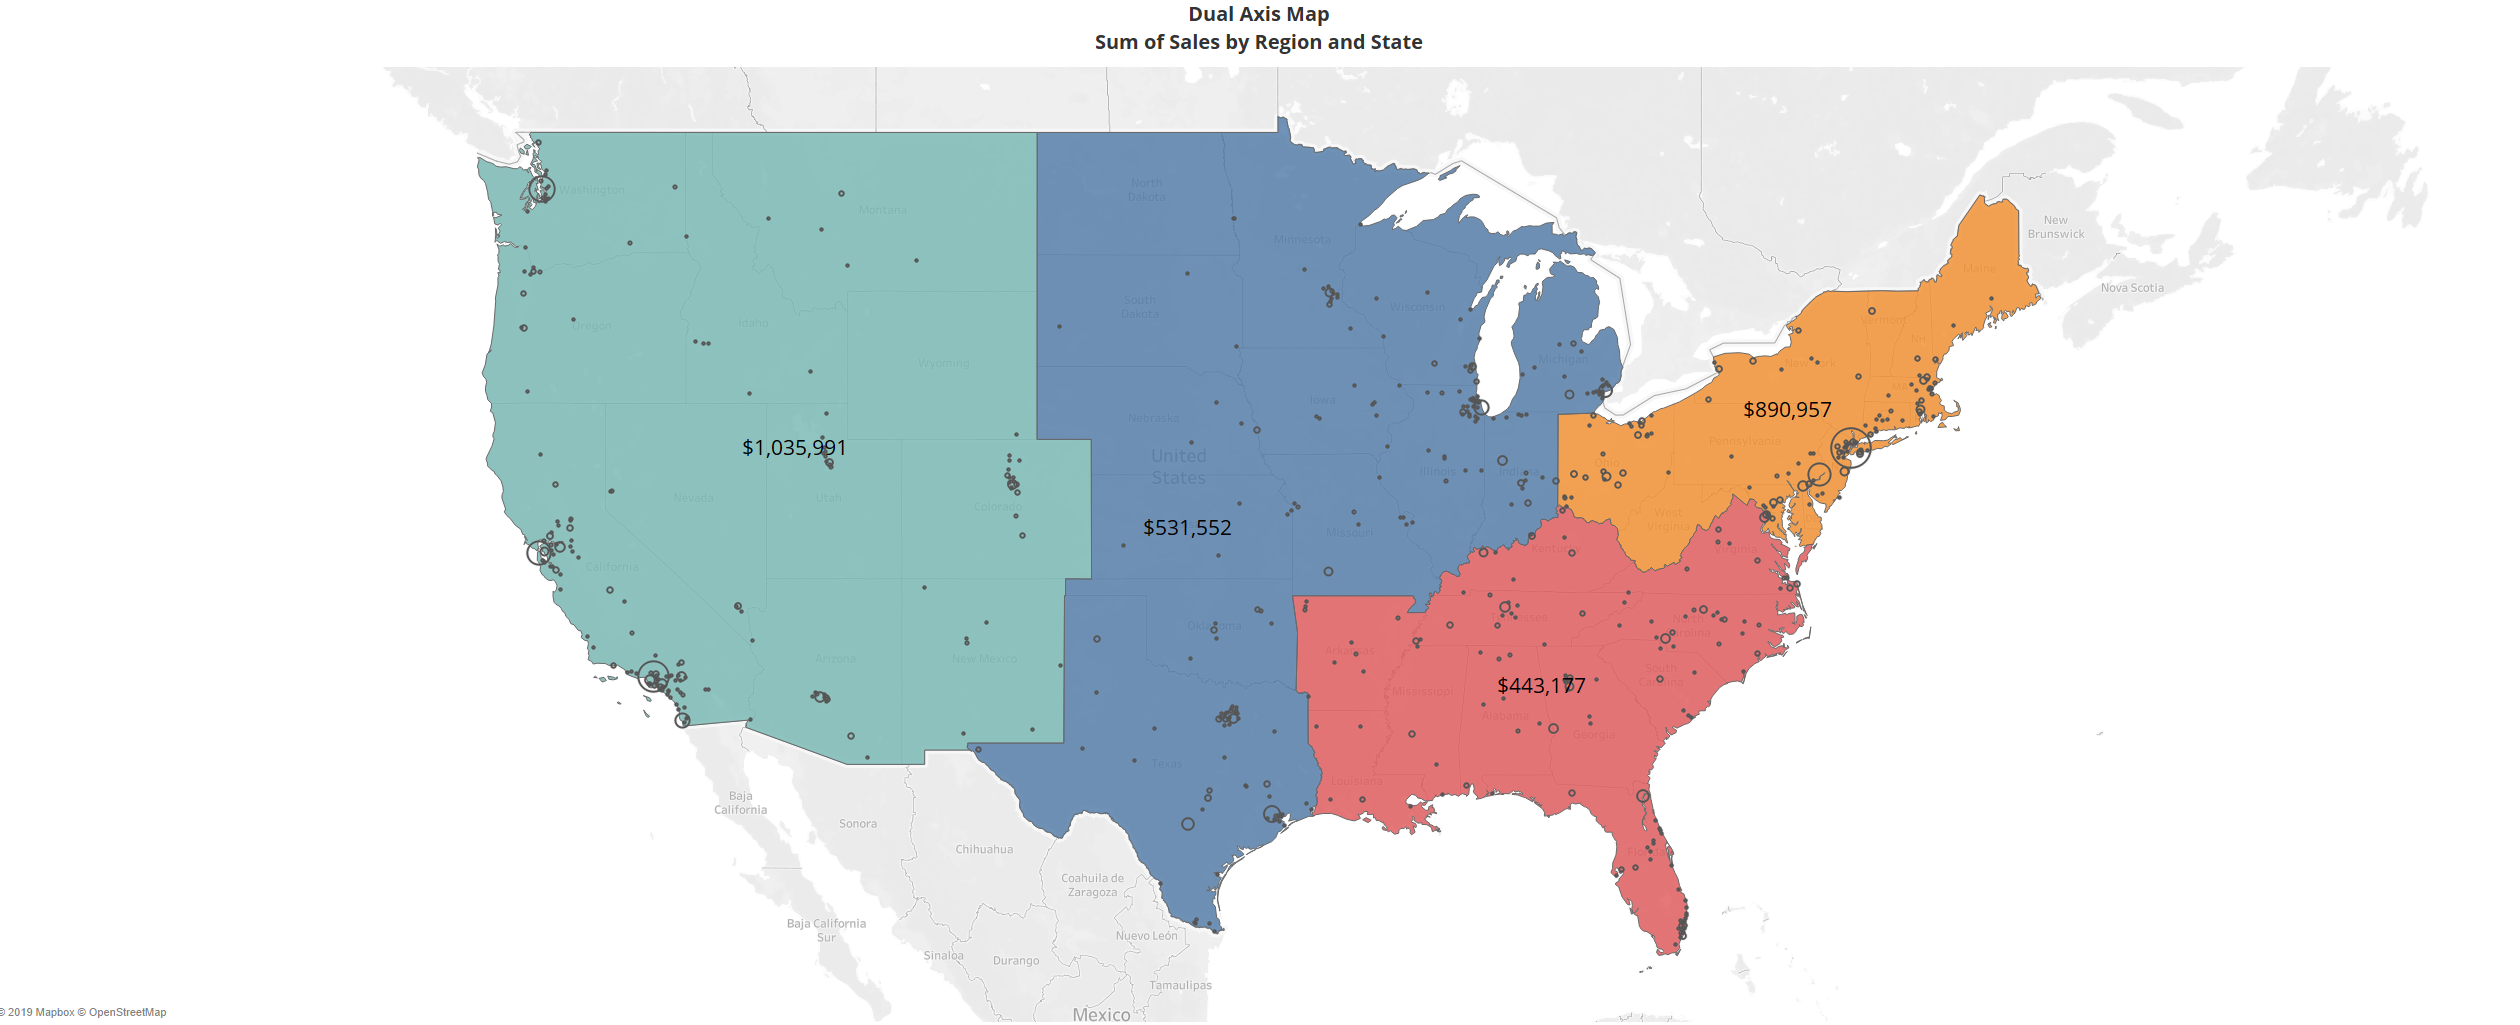 Dual Axis Map
Sum of Sales by Region and State
Washington
Montana
North
Dakota
Minnesota
New
Brunswick
Maine
Nova Scotia
South
Dakota
Wisconsin
Vermont
Oregon
Idaho
NH
Wyoming
Michigan
New York
MA
Iowa
$890,957
Nebraska
$1,035,991
Pennsylvania
United
States
Ohio
Nevada
Utah
Colorado
Illinois
Indiana
West
Virginia
$531,552
Missouri
Kentucky
Virginia
California
Oklahoma
Tennessee
North
Carolina
Arizona
New Mexico
Arkansas
South
Carolina
$443,177
Mississippi
Alabama
Georgia
Texas
Louisiana
Baja
California
Sonora
Chihuahua
Florida
Coahuila de
Zaragoza
Baja California
Sur
Nuevo León
Sinaloa
Durango
Tamaulipas
Mexico
© 2019 Mapbox © OpenStreetMap